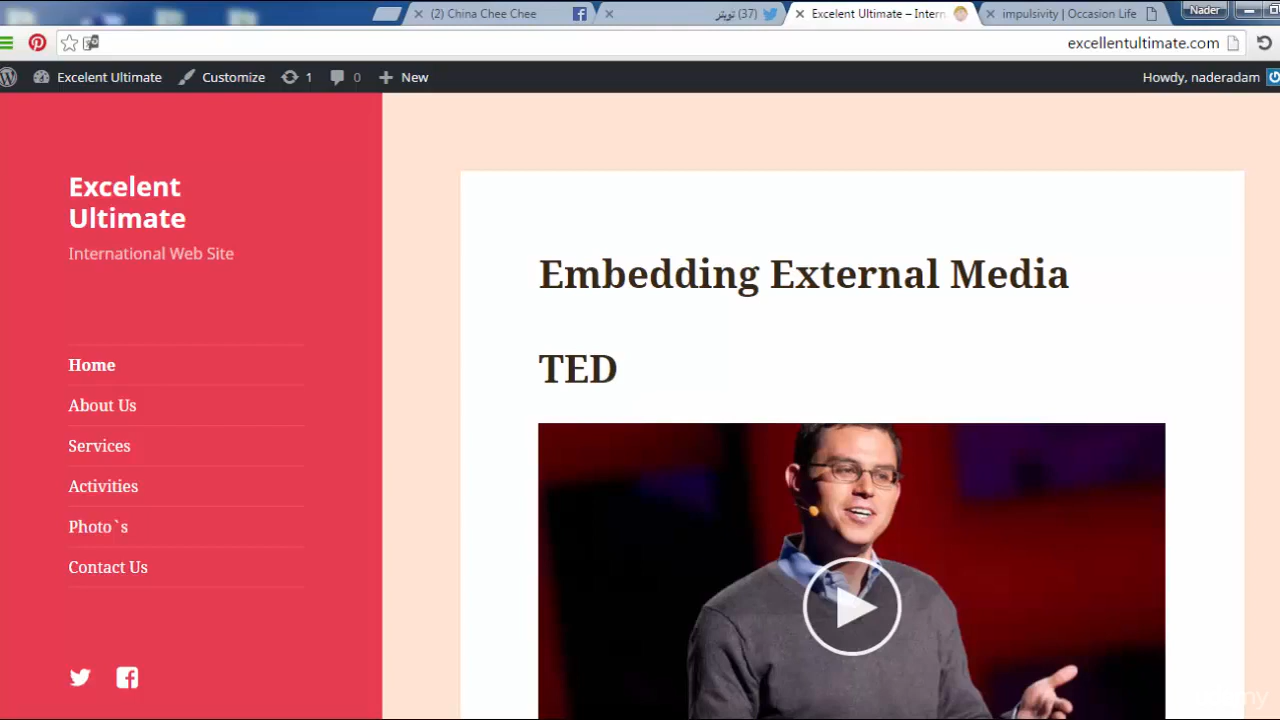 (2) China Chee Chee
(37) تويتر
Excelent Ultimate – Intern
impulsivity | Occasion Life
Nader
excellentultimate.com
Excelent Ultimate
Customize
1
0
New
Howdy, naderadam
Excelent
Ultimate
International Web Site
Home
About Us
Services
Activities
Photo`s
Contact Us
Embedding External Media
TED